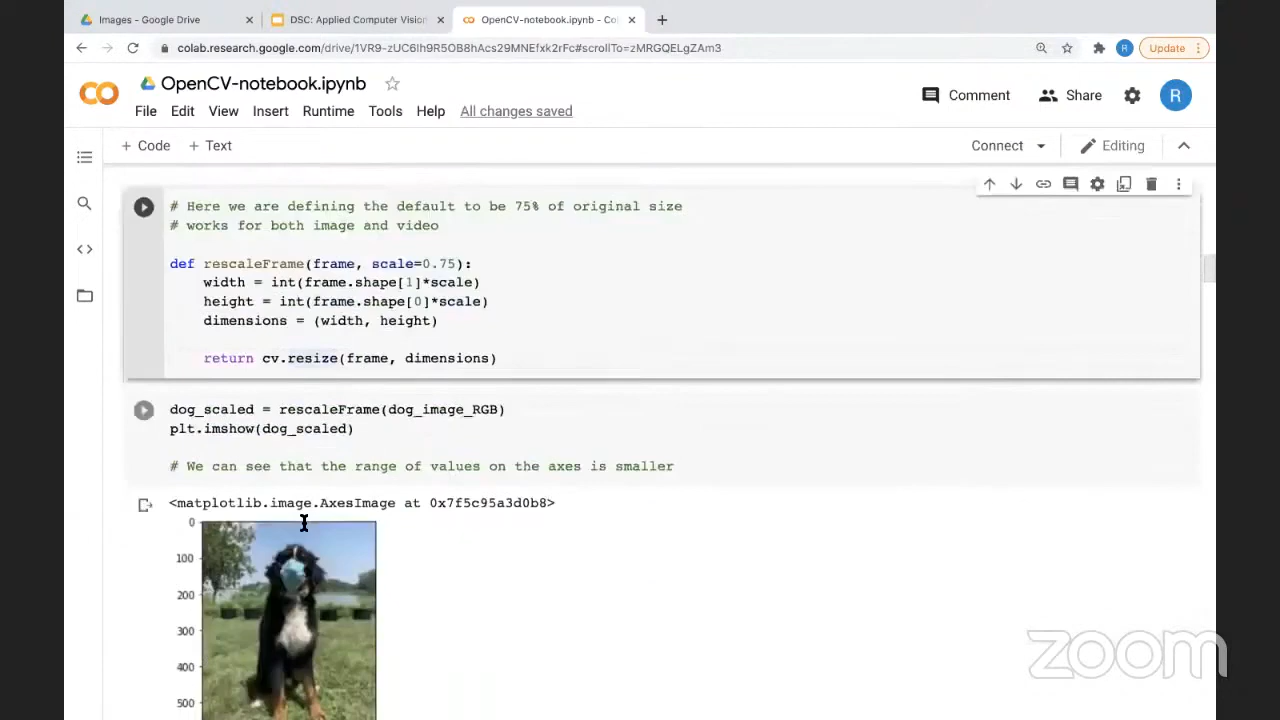 Images - Google Drive
DSC: Applied Computer Vision
OpenCV-notebook.ipynb - Co
colab.research.google.com/drive/1VR9-zUC6Ih9R5OB8hAcs29MNEfxk2rFc#scrollTo=zMRGQELgZAm3
R
Update
OpenCV-notebook.ipynb
File Edit View Insert Runtime Tools Help All changes saved
Comment
Share
R
+ Code + Text
Connect
Editing
# Here we are defining the default to be 75% of original size
# works for both image and video
def rescaleFrame(frame, scale=0.75):
width = int(frame.shape[1]*scale)
height = int(frame.shape[0]*scale)
dimensions = (width, height)
return cv.resize(frame, dimensions)
dog_scaled = rescaleFrame(dog_image_RGB)
plt.imshow(dog_scaled)
# We can see that the range of values on the axes is smaller
<matplotlib.image.AxesImage at 0x7f5c95a3d0b8>
0
100
200
300
400
500
zoom